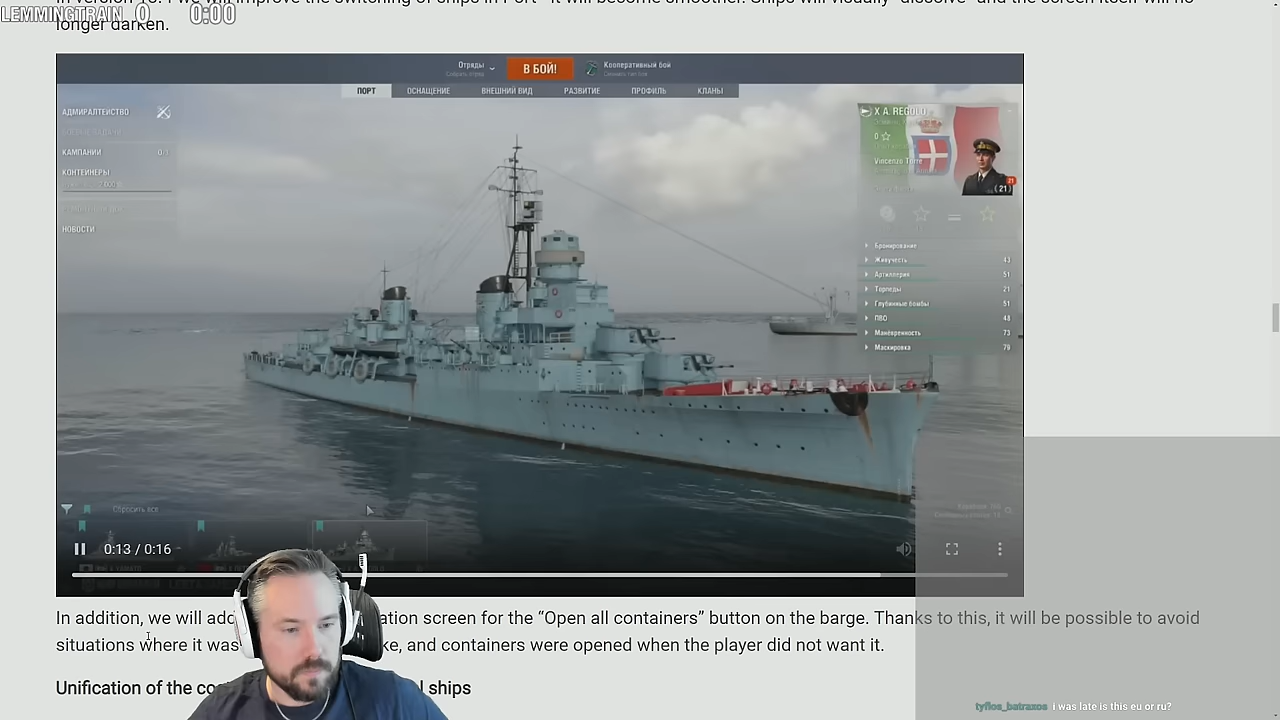 LEMMINGTRAIN 0 0:00
longer darken.
Отряды
В БОЙ!
Кооперативный бой
ПОРТ ОСНАЩЕНИЕ ВНЕШНИЙ ВИД РАЗВИТИЕ ПРОФИЛЬ КЛАНЫ
АДМИРАЛТЕЙСТВО
КАМПАНИИ
КОНТЕЙНЕРЫ
НОВОСТИ
X A. REGOLO
0
Vincenzo
21
(21)
Бронирование
Живучесть 43
Артиллерия 51
Торпеды 21
Глубинные бомбы 51
ПВО 48
Манёвренность 73
Маскировка 79
Сбросить все
0:13 / 0:16
In addition, we will ation screen for the “Open all containers” button on the barge. Thanks to this, it will be possible to avoid
situations where it was ke, and containers were opened when the player did not want it.
Unification of the l ships
tyflos_batraxos i was late is this eu or ru?